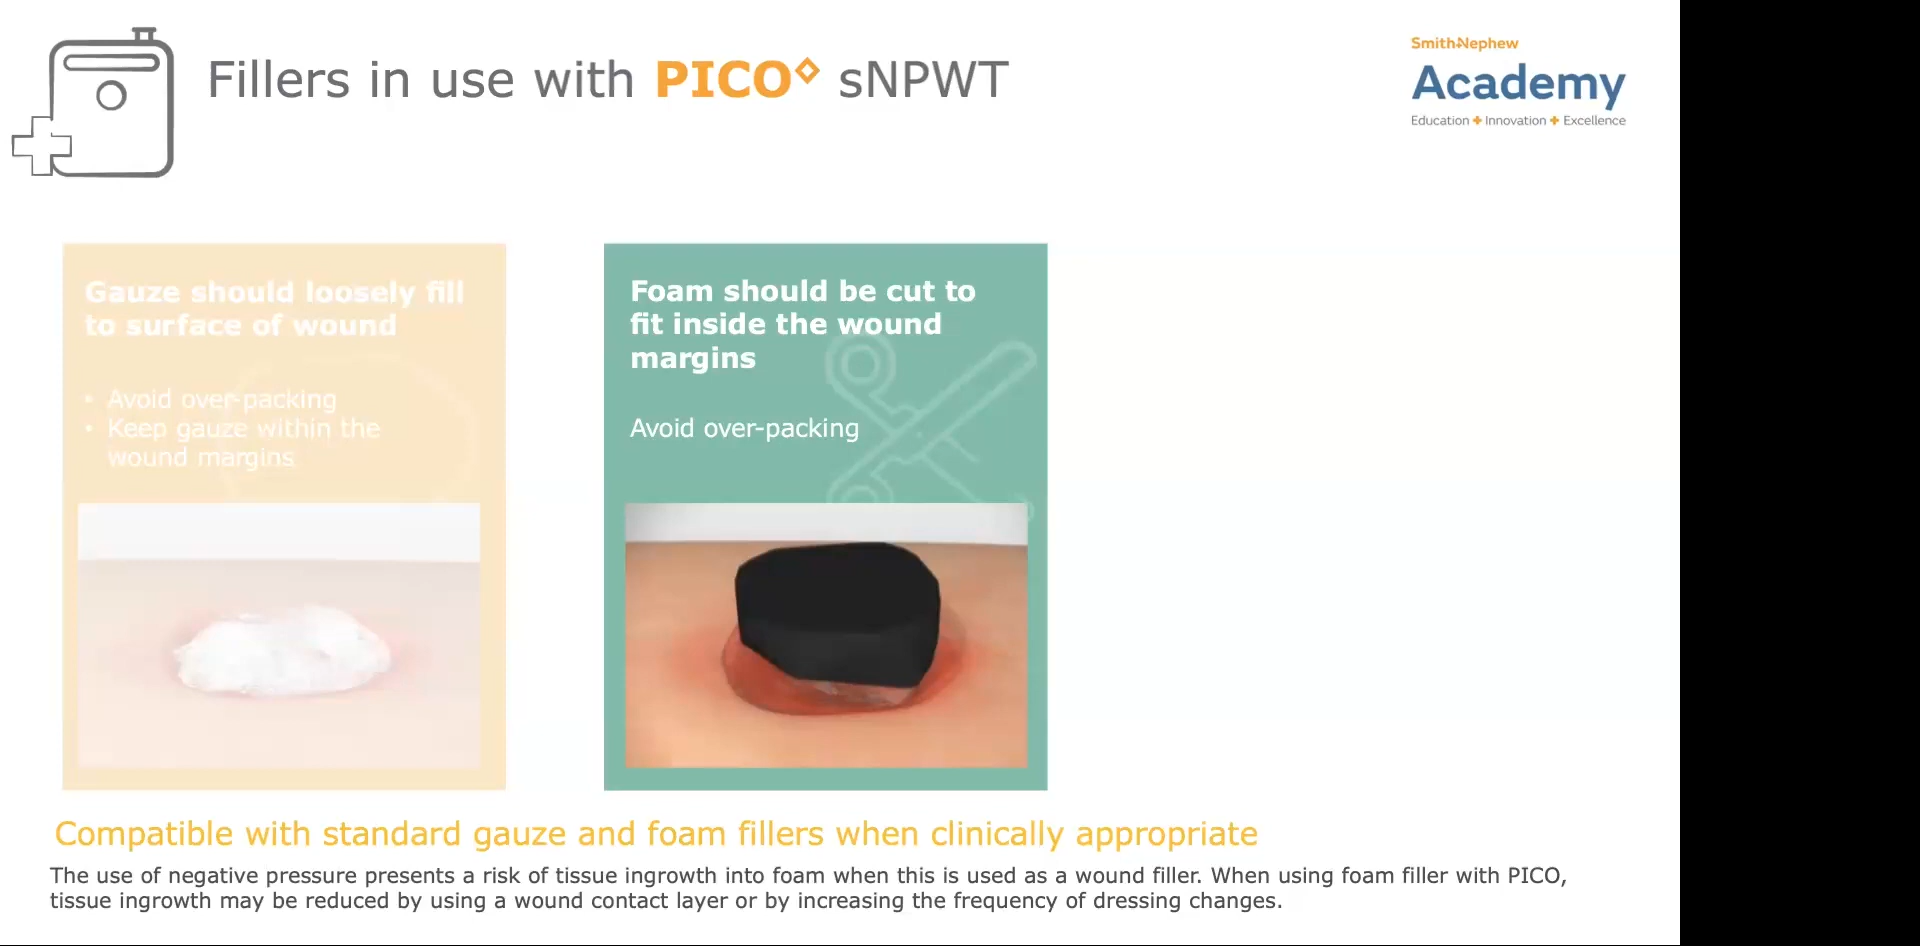 Fillers in use with PICO◊ sNPWT
Smith+Nephew
Academy
Education + Innovation + Excellence
Gauze should loosely fill
to surface of wound
• Avoid over-packing
• Keep gauze within the
wound margins
Foam should be cut to
fit inside the wound
margins
Avoid over-packing
Compatible with standard gauze and foam fillers when clinically appropriate
The use of negative pressure presents a risk of tissue ingrowth into foam when this is used as a wound filler. When using foam filler with PICO,
tissue ingrowth may be reduced by using a wound contact layer or by increasing the frequency of dressing changes.